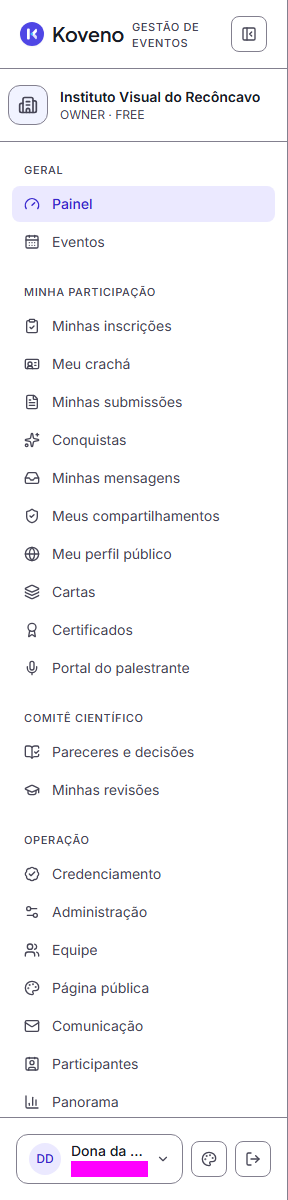 Koveno
GESTÃO DE
EVENTOS
Instituto Visual do Recôncavo
OWNER · FREE
GERAL
Painel
Eventos
MINHA PARTICIPAÇÃO
Minhas inscrições
Meu crachá
Minhas submissões
Conquistas
Minhas mensagens
Meus compartilhamentos
Meu perfil público
Cartas
Certificados
Portal do palestrante
COMITÊ CIENTÍFICO
Pareceres e decisões
Minhas revisões
OPERAÇÃO
Credenciamento
Administração
Equipe
Página pública
Comunicação
Participantes
Panorama
DD
Dona da ...